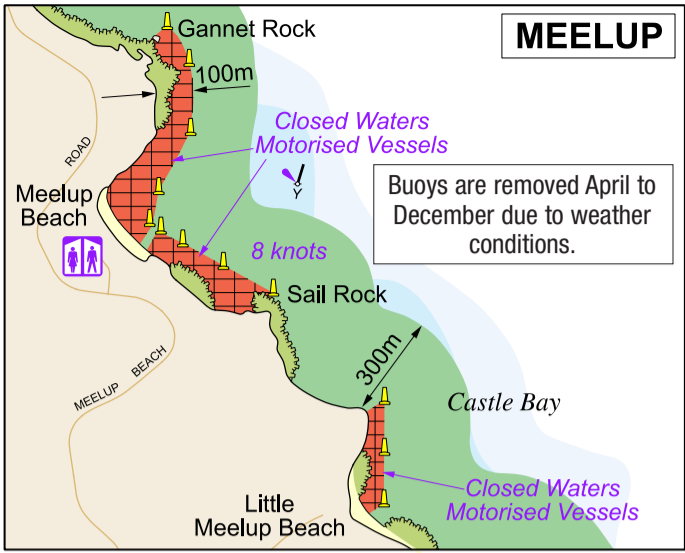 MEELUP
Gannet Rock
100m
Closed Waters
Motorised Vessels
ROAD
Y
Buoys are removed April to
December due to weather
conditions.
Meelup
Beach
8 knots
Sail Rock
300m
MEELUP BEACH
Castle Bay
Closed Waters
Motorised Vessels
Little
Meelup Beach